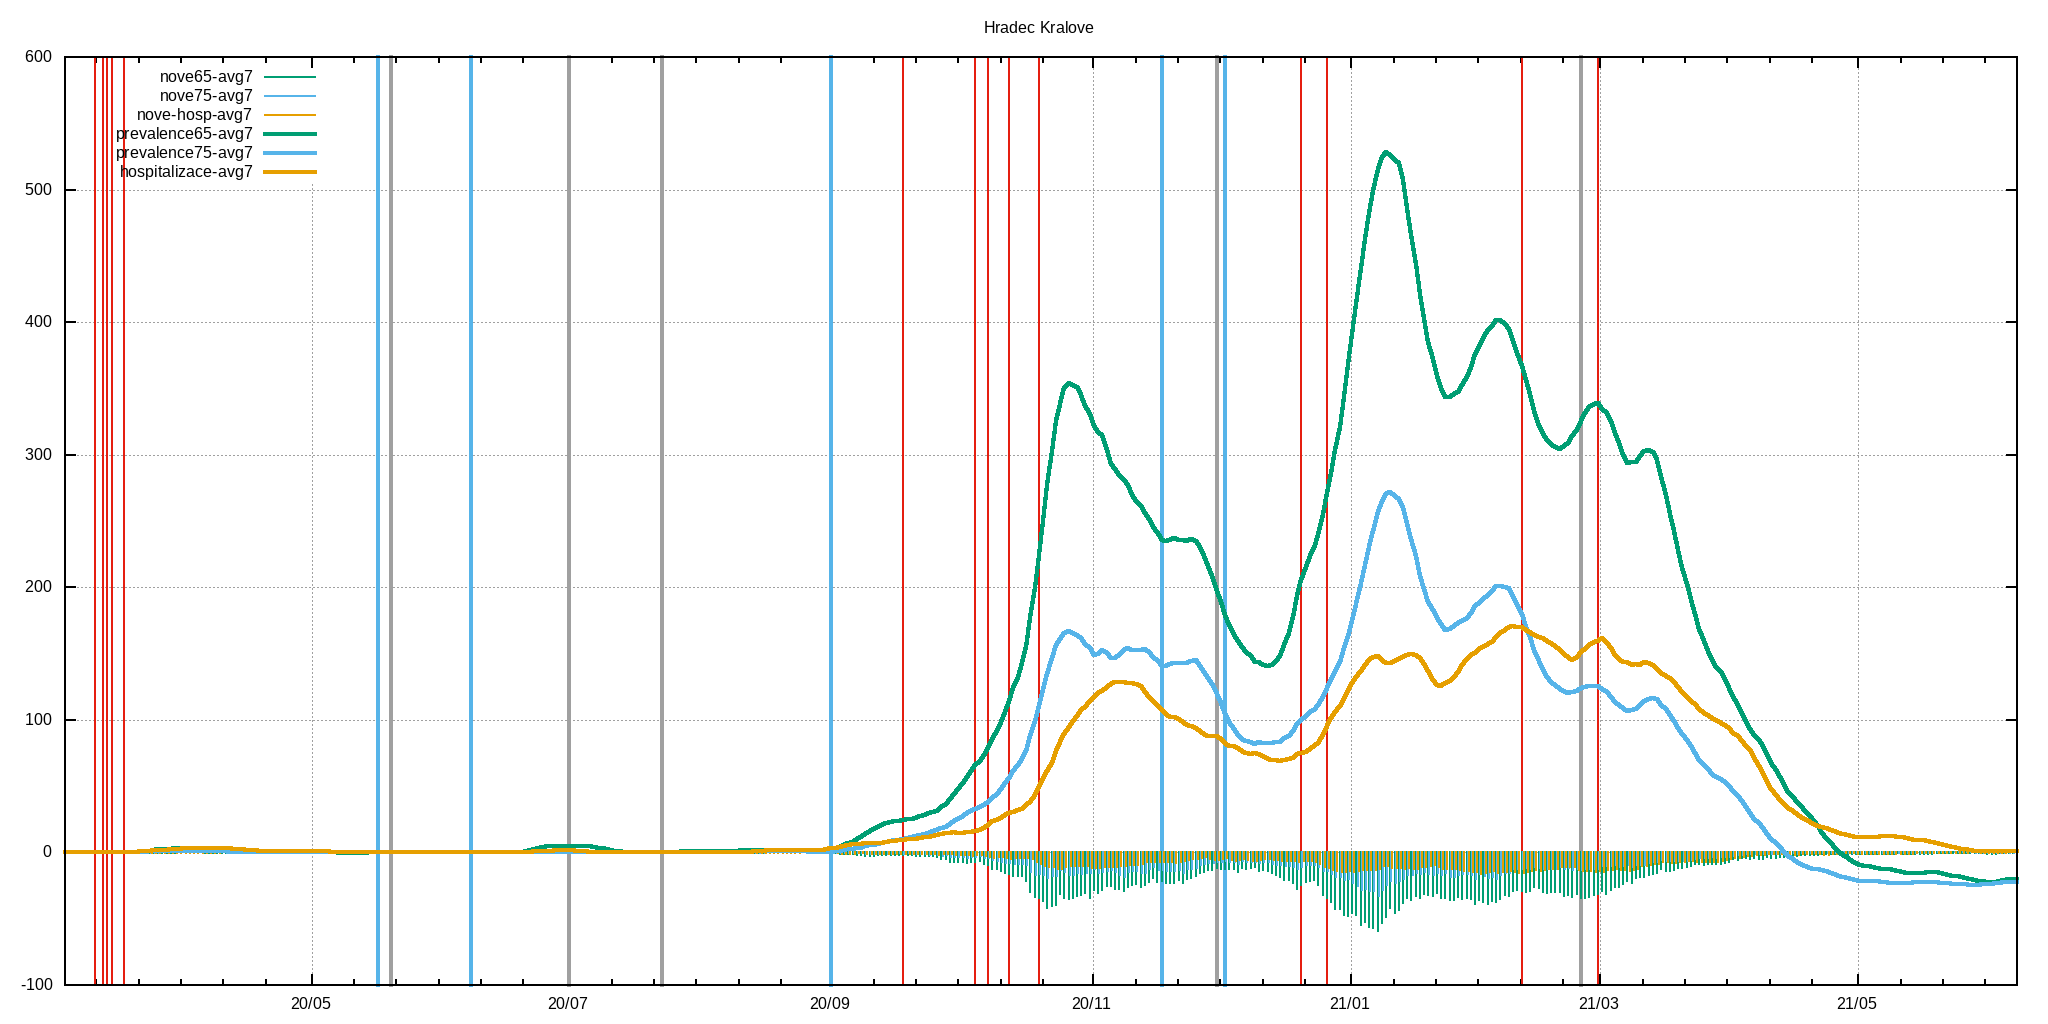 Hradec Kralove
600
500
400
300
200
100
0
-100
nove65-avg7
nove75-avg7
nove-hosp-avg7
prevalence65-avg7
prevalence75-avg7
hospitalizace-avg7
20/05 20/07 20/09 20/11 21/01 21/03 21/05